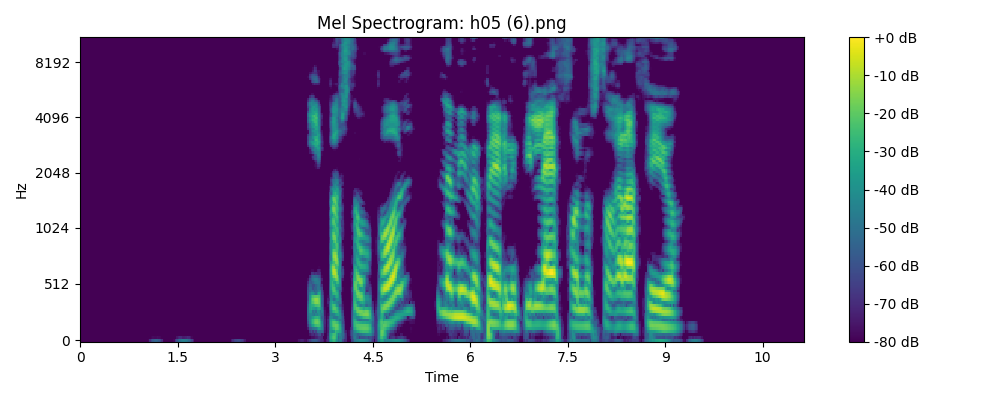 Mel Spectrogram: h05 (6).png
+0 dB
8192
-10 dB
4096
-20 dB
-30 dB
2048
Hz
-40 dB
1024
-50 dB
512
-60 dB
-70 dB
0
-80 dB
0 1.5 3 4.5 6 7.5 9 10
Time